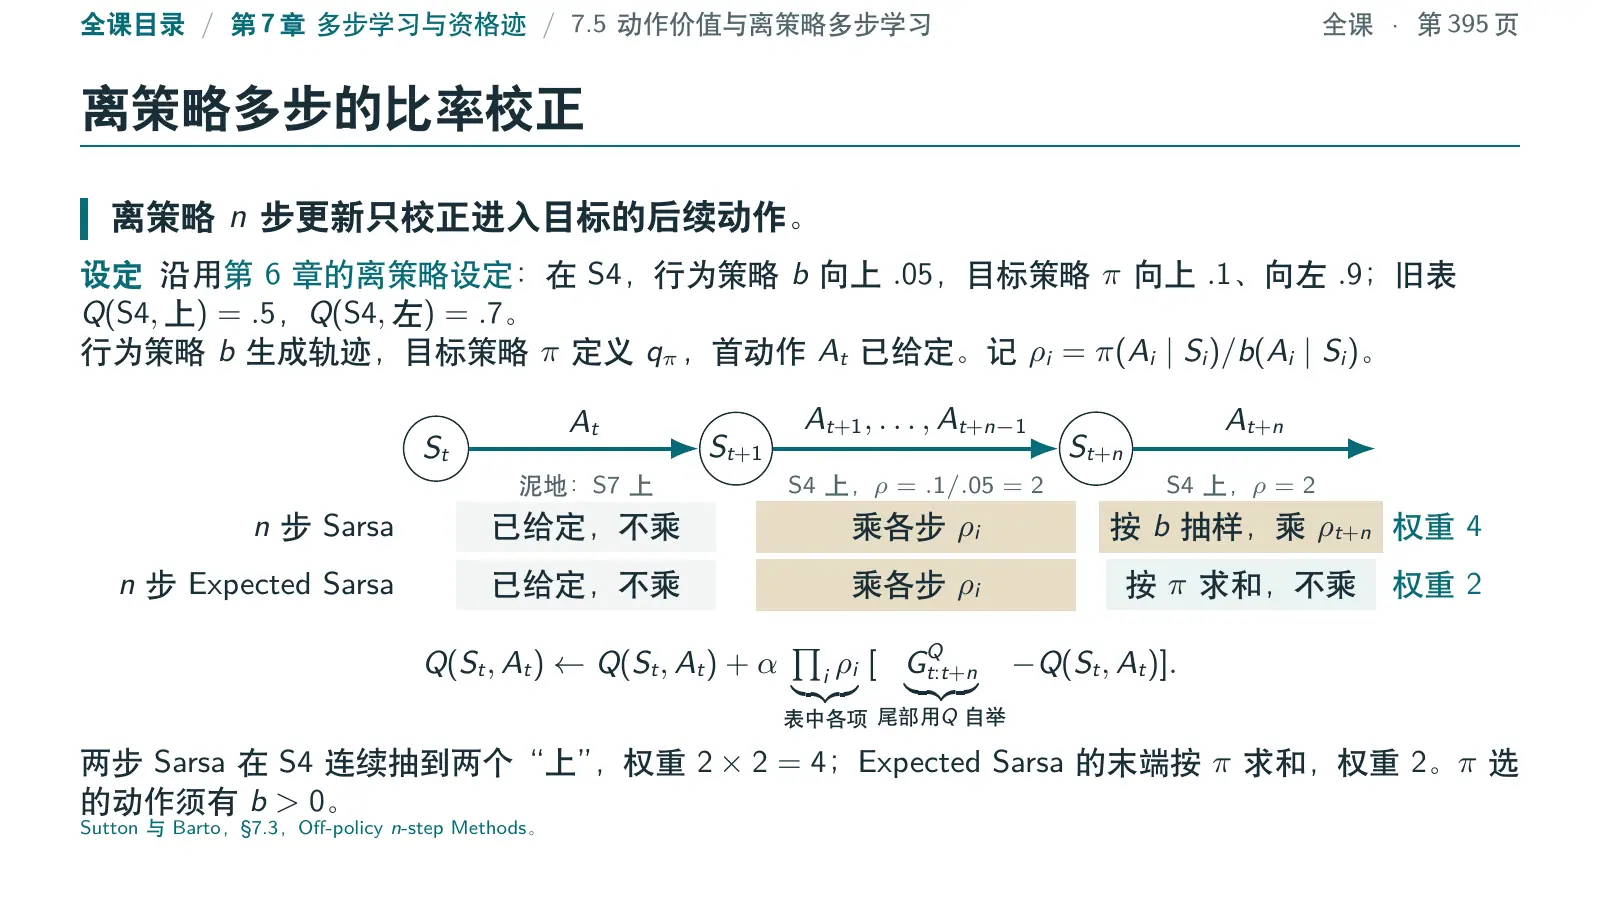 全课目录 / 第 7 章 多步学习与资格迹 / 7.5 动作价值与离策略多步学习 全课 · 第 395 页
离策略多步的比率校正
离策略 n 步更新只校正进入目标的后续动作。
设定 沿用第 6 章的离策略设定：在 S4，行为策略 b 向上 .05，目标策略 π 向上 .1、向左 .9；旧表
Q(S4, 上) = .5，Q(S4, 左) = .7。
行为策略 b 生成轨迹，目标策略 π 定义 qπ，首动作 At 已给定。记 ρi = π(Ai | Si)/b(Ai | Si)。
St At St+1 At+1, . . . , At+n−1 St+n At+n
泥地：S7 上 S4 上，ρ = .1/.05 = 2 S4 上，ρ = 2
n 步 Sarsa 已给定，不乘 乘各步 ρi 按 b 抽样，乘 ρt+n 权重 4
n 步 Expected Sarsa 已给定，不乘 乘各步 ρi 按 π 求和，不乘 权重 2
Q(St, At) ← Q(St, At) + α ∏i ρi [ G^Q_t:t+n −Q(St, At)].
表中各项 尾部用Q 自举
两步 Sarsa 在 S4 连续抽到两个 “上”，权重 2 × 2 = 4；Expected Sarsa 的末端按 π 求和，权重 2。π 选
的动作须有 b > 0。
Sutton 与 Barto，§7.3，Off-policy n-step Methods。